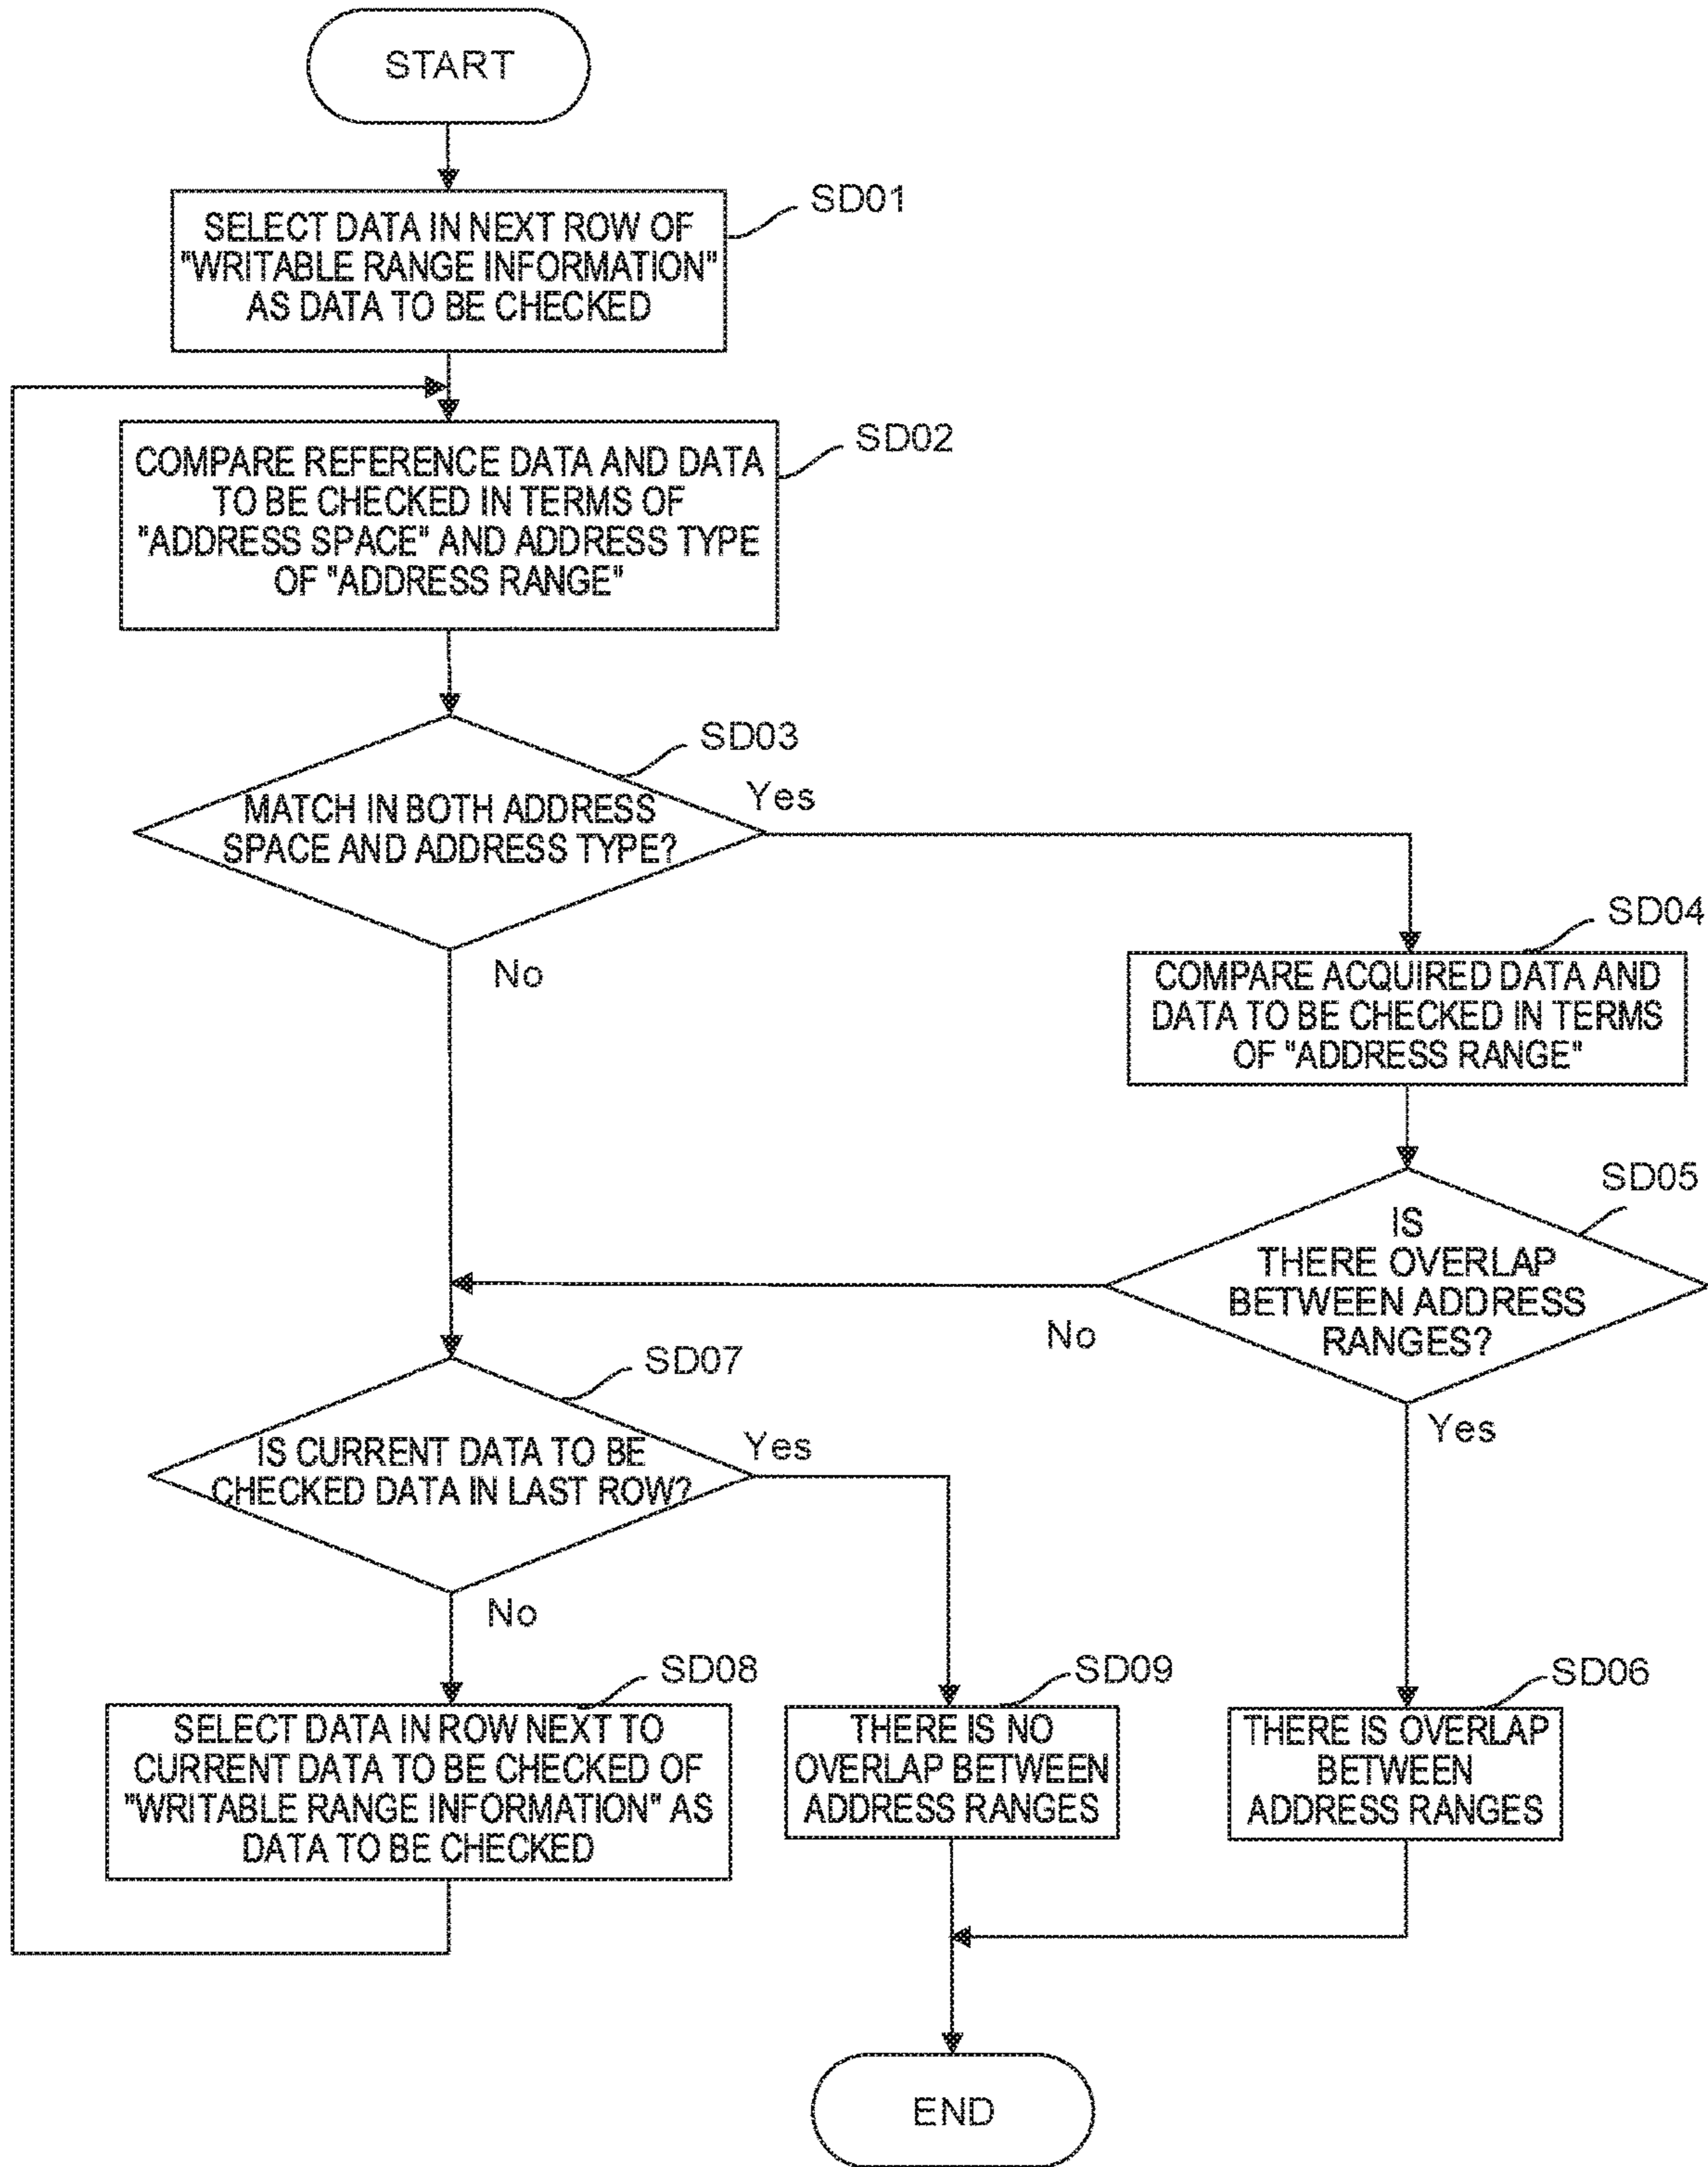 START
SD01
SELECT DATA IN NEXT ROW OF
"WRITABLE RANGE INFORMATION"
AS DATA TO BE CHECKED
SD02
COMPARE REFERENCE DATA AND DATA
TO BE CHECKED IN TERMS OF
"ADDRESS SPACE" AND ADDRESS TYPE
OF "ADDRESS RANGE"
SD03
MATCH IN BOTH ADDRESS
SPACE AND ADDRESS TYPE?
Yes
No
SD04
COMPARE ACQUIRED DATA AND
DATA TO BE CHECKED IN TERMS
OF "ADDRESS RANGE"
SD05
IS
THERE OVERLAP
BETWEEN ADDRESS
RANGES?
No
Yes
SD07
IS CURRENT DATA TO BE
CHECKED DATA IN LAST ROW?
Yes
No
SD08
SELECT DATA IN ROW NEXT TO
CURRENT DATA TO BE CHECKED OF
"WRITABLE RANGE INFORMATION" AS
DATA TO BE CHECKED
SD09
THERE IS NO
OVERLAP BETWEEN
ADDRESS RANGES
SD06
THERE IS OVERLAP
BETWEEN
ADDRESS RANGES
END